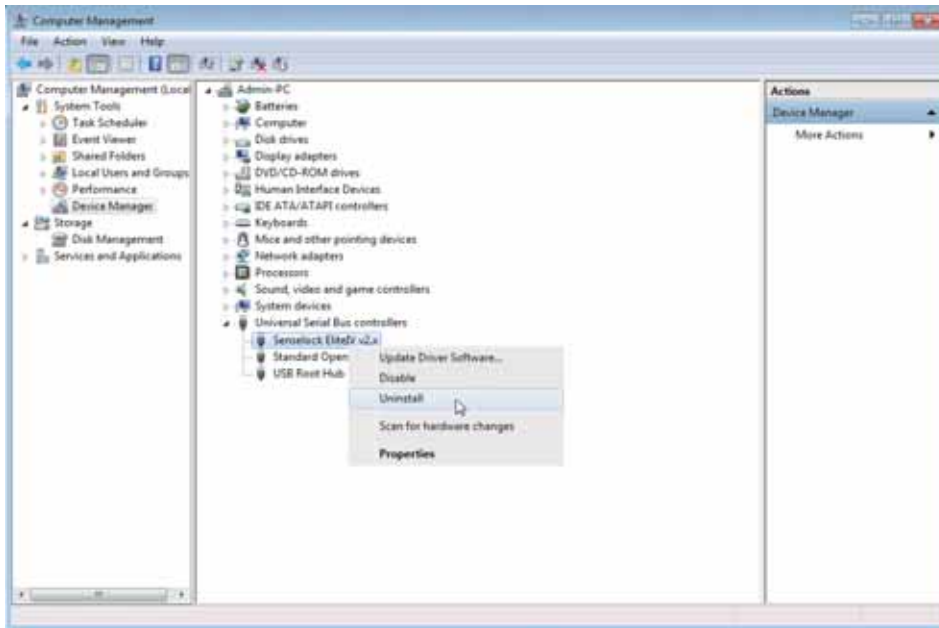 Computer Management
File Action View Help
Computer Management (Local
System Tools
Task Scheduler
Event Viewer
Shared Folders
Local Users and Groups
Performance
Device Manager
Storage
Disk Management
Services and Applications
Admin-PC
Batteries
Computer
Disk drives
Display adapters
DVD/CD-ROM drives
Human Interface Devices
IDE ATA/ATAPI controllers
Keyboards
Mice and other pointing devices
Network adapters
Processors
Sound, video and game controllers
System devices
Universal Serial Bus controllers
Senselock EliteIV v2.x
Standard Open
USB Root Hub
Update Driver Software...
Disable
Uninstall
Scan for hardware changes
Properties
Actions
Device Manager
More Actions